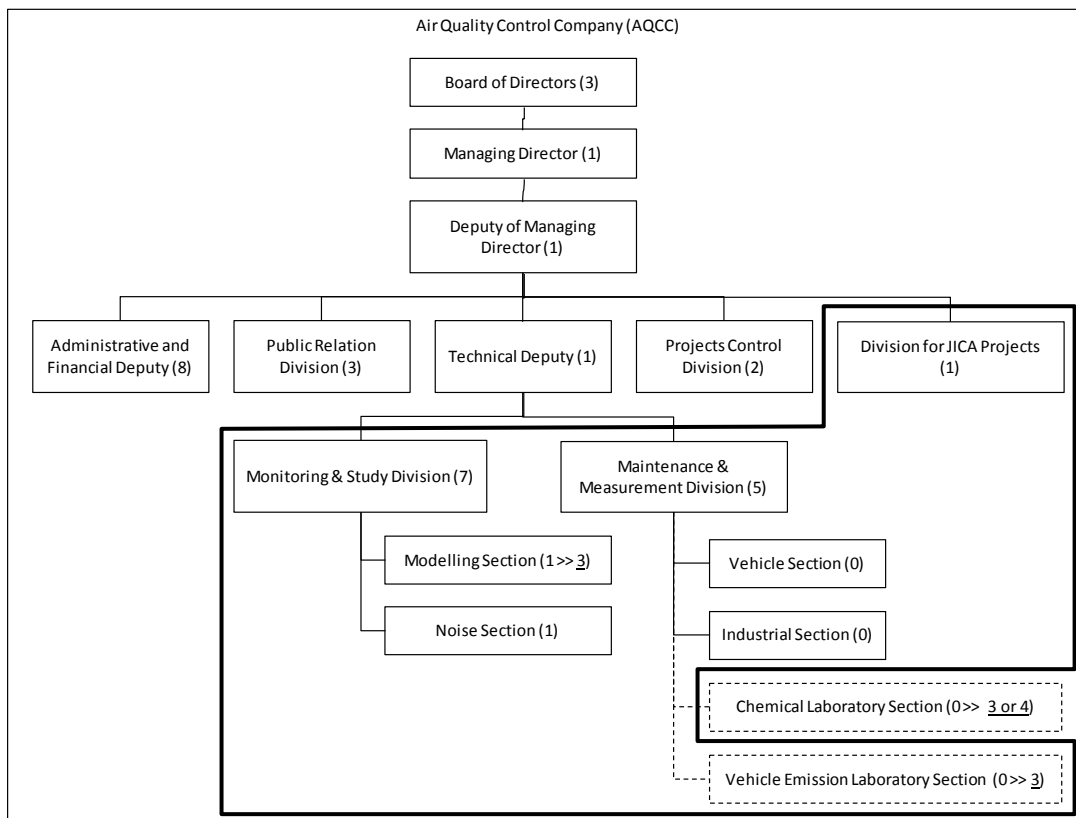 Air Quality Control Company (AQCC)
Board of Directors (3)
Managing Director (1)
Deputy of Managing
Director (1)
Administrative and
Financial Deputy (8)
Public Relation
Division (3)
Technical Deputy (1)
Projects Control
Division (2)
Division for JICA Projects
(1)
Monitoring & Study Division (7)
Maintenance &
Measurement Division (5)
Modelling Section (1 >> 3)
Vehicle Section (0)
Noise Section (1)
Industrial Section (0)
Chemical Laboratory Section (0 >> 3 or 4)
Vehicle Emission Laboratory Section (0 >> 3)